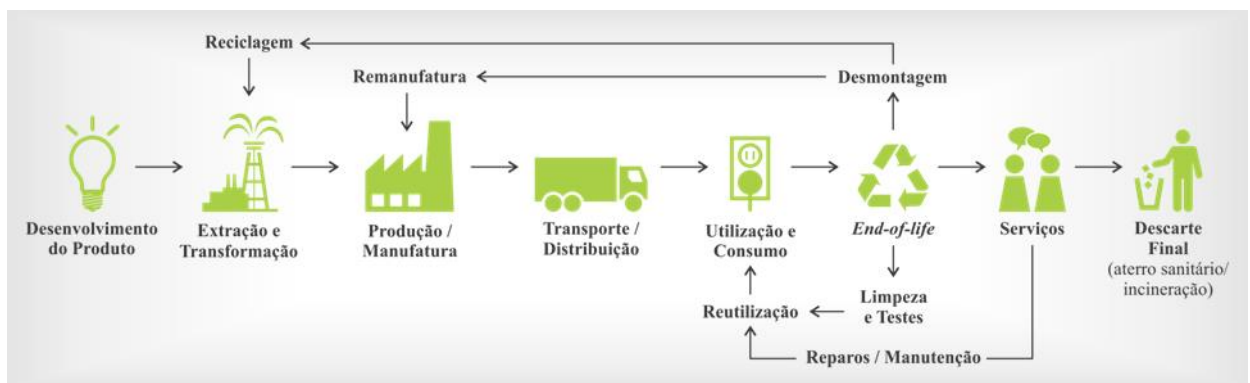 Reciclagem
Remanufatura
Desmontagem
Desenvolvimento
do Produto
Extração e
Transformação
Produção /
Manufatura
Transporte /
Distribuição
Utilização e
Consumo
End-of-life
Serviços
Descarte
Final
(aterro sanitário/
incineração)
Reutilização
Limpeza
e Testes
Reparos / Manutenção